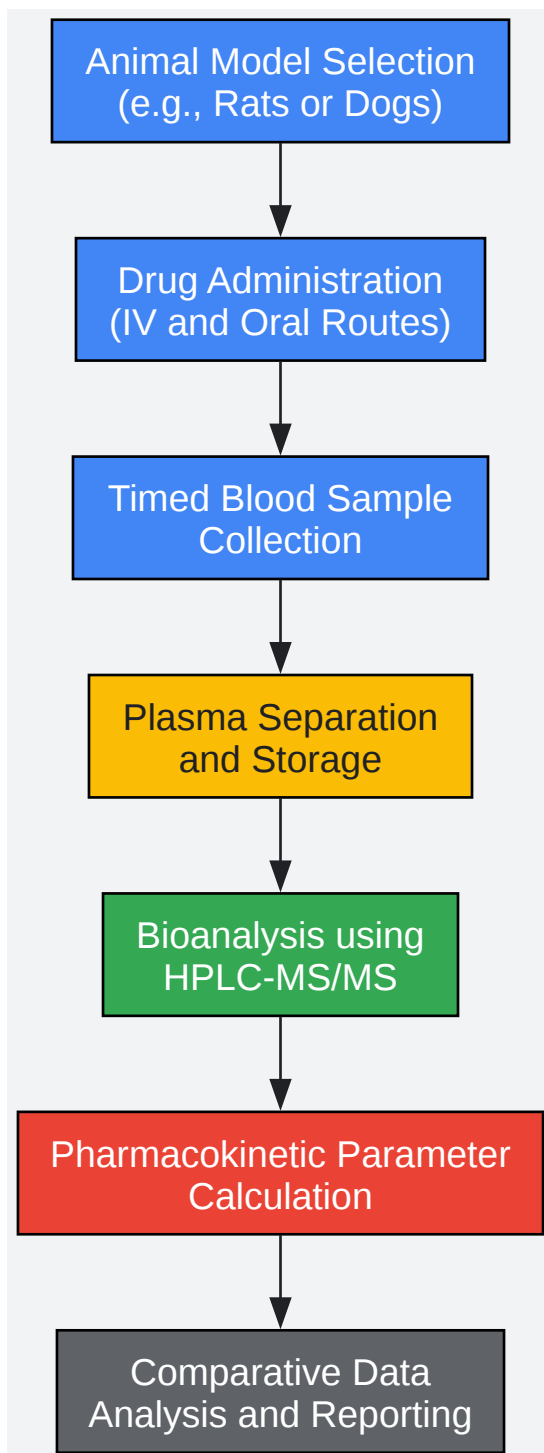 Animal Model Selection
(e.g., Rats or Dogs)
Drug Administration
(IV and Oral Routes)
Timed Blood Sample
Collection
Plasma Separation
and Storage
Bioanalysis using
HPLC-MS/MS
Pharmacokinetic Parameter
Calculation
Comparative Data
Analysis and Reporting